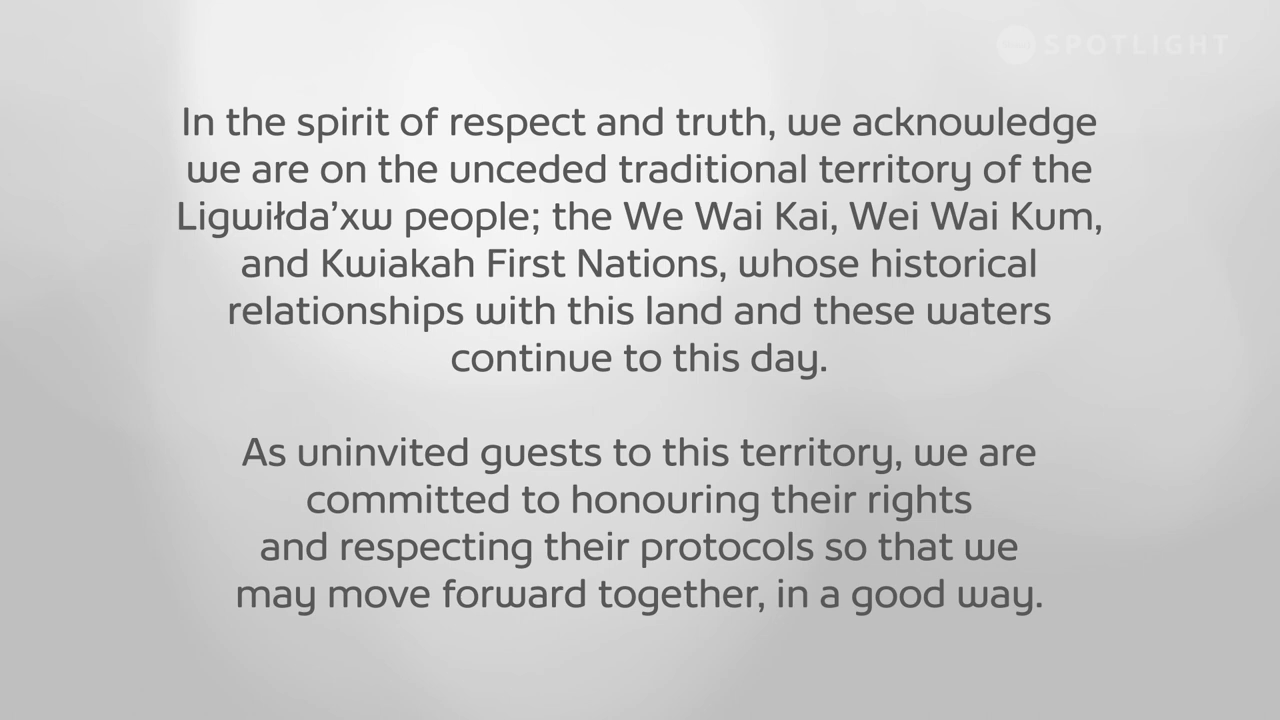 SPOTLIGHT
In the spirit of respect and truth, we acknowledge
we are on the unceded traditional territory of the
Ligwiłda’xw people; the We Wai Kai, Wei Wai Kum,
and Kwiakah First Nations, whose historical
relationships with this land and these waters
continue to this day.
As uninvited guests to this territory, we are
committed to honouring their rights
and respecting their protocols so that we
may move forward together, in a good way.